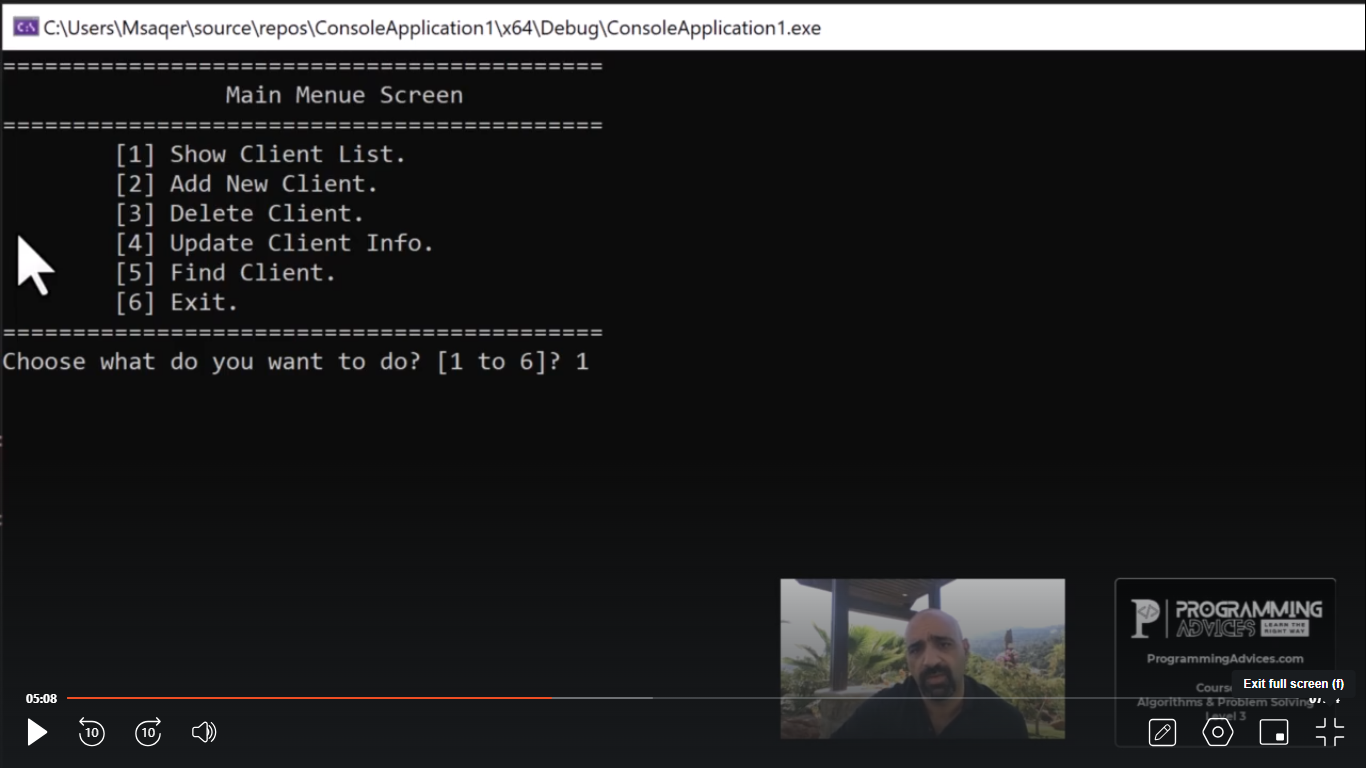 C:\Users\Msaqer\source\repos\ConsoleApplication1\x64\Debug\ConsoleApplication1.exe
===========================================
Main Menue Screen
===========================================
[1] Show Client List.
[2] Add New Client.
[3] Delete Client.
[4] Update Client Info.
[5] Find Client.
[6] Exit.
===========================================
Choose what do you want to do? [1 to 6]? 1
PROGRAMMING
ADVICES
LEARN THE
RIGHT WAY
ProgrammingAdvices.com
Exit full screen (f)
05:08
Algorithms & Problem Solving
Level 3
10
10